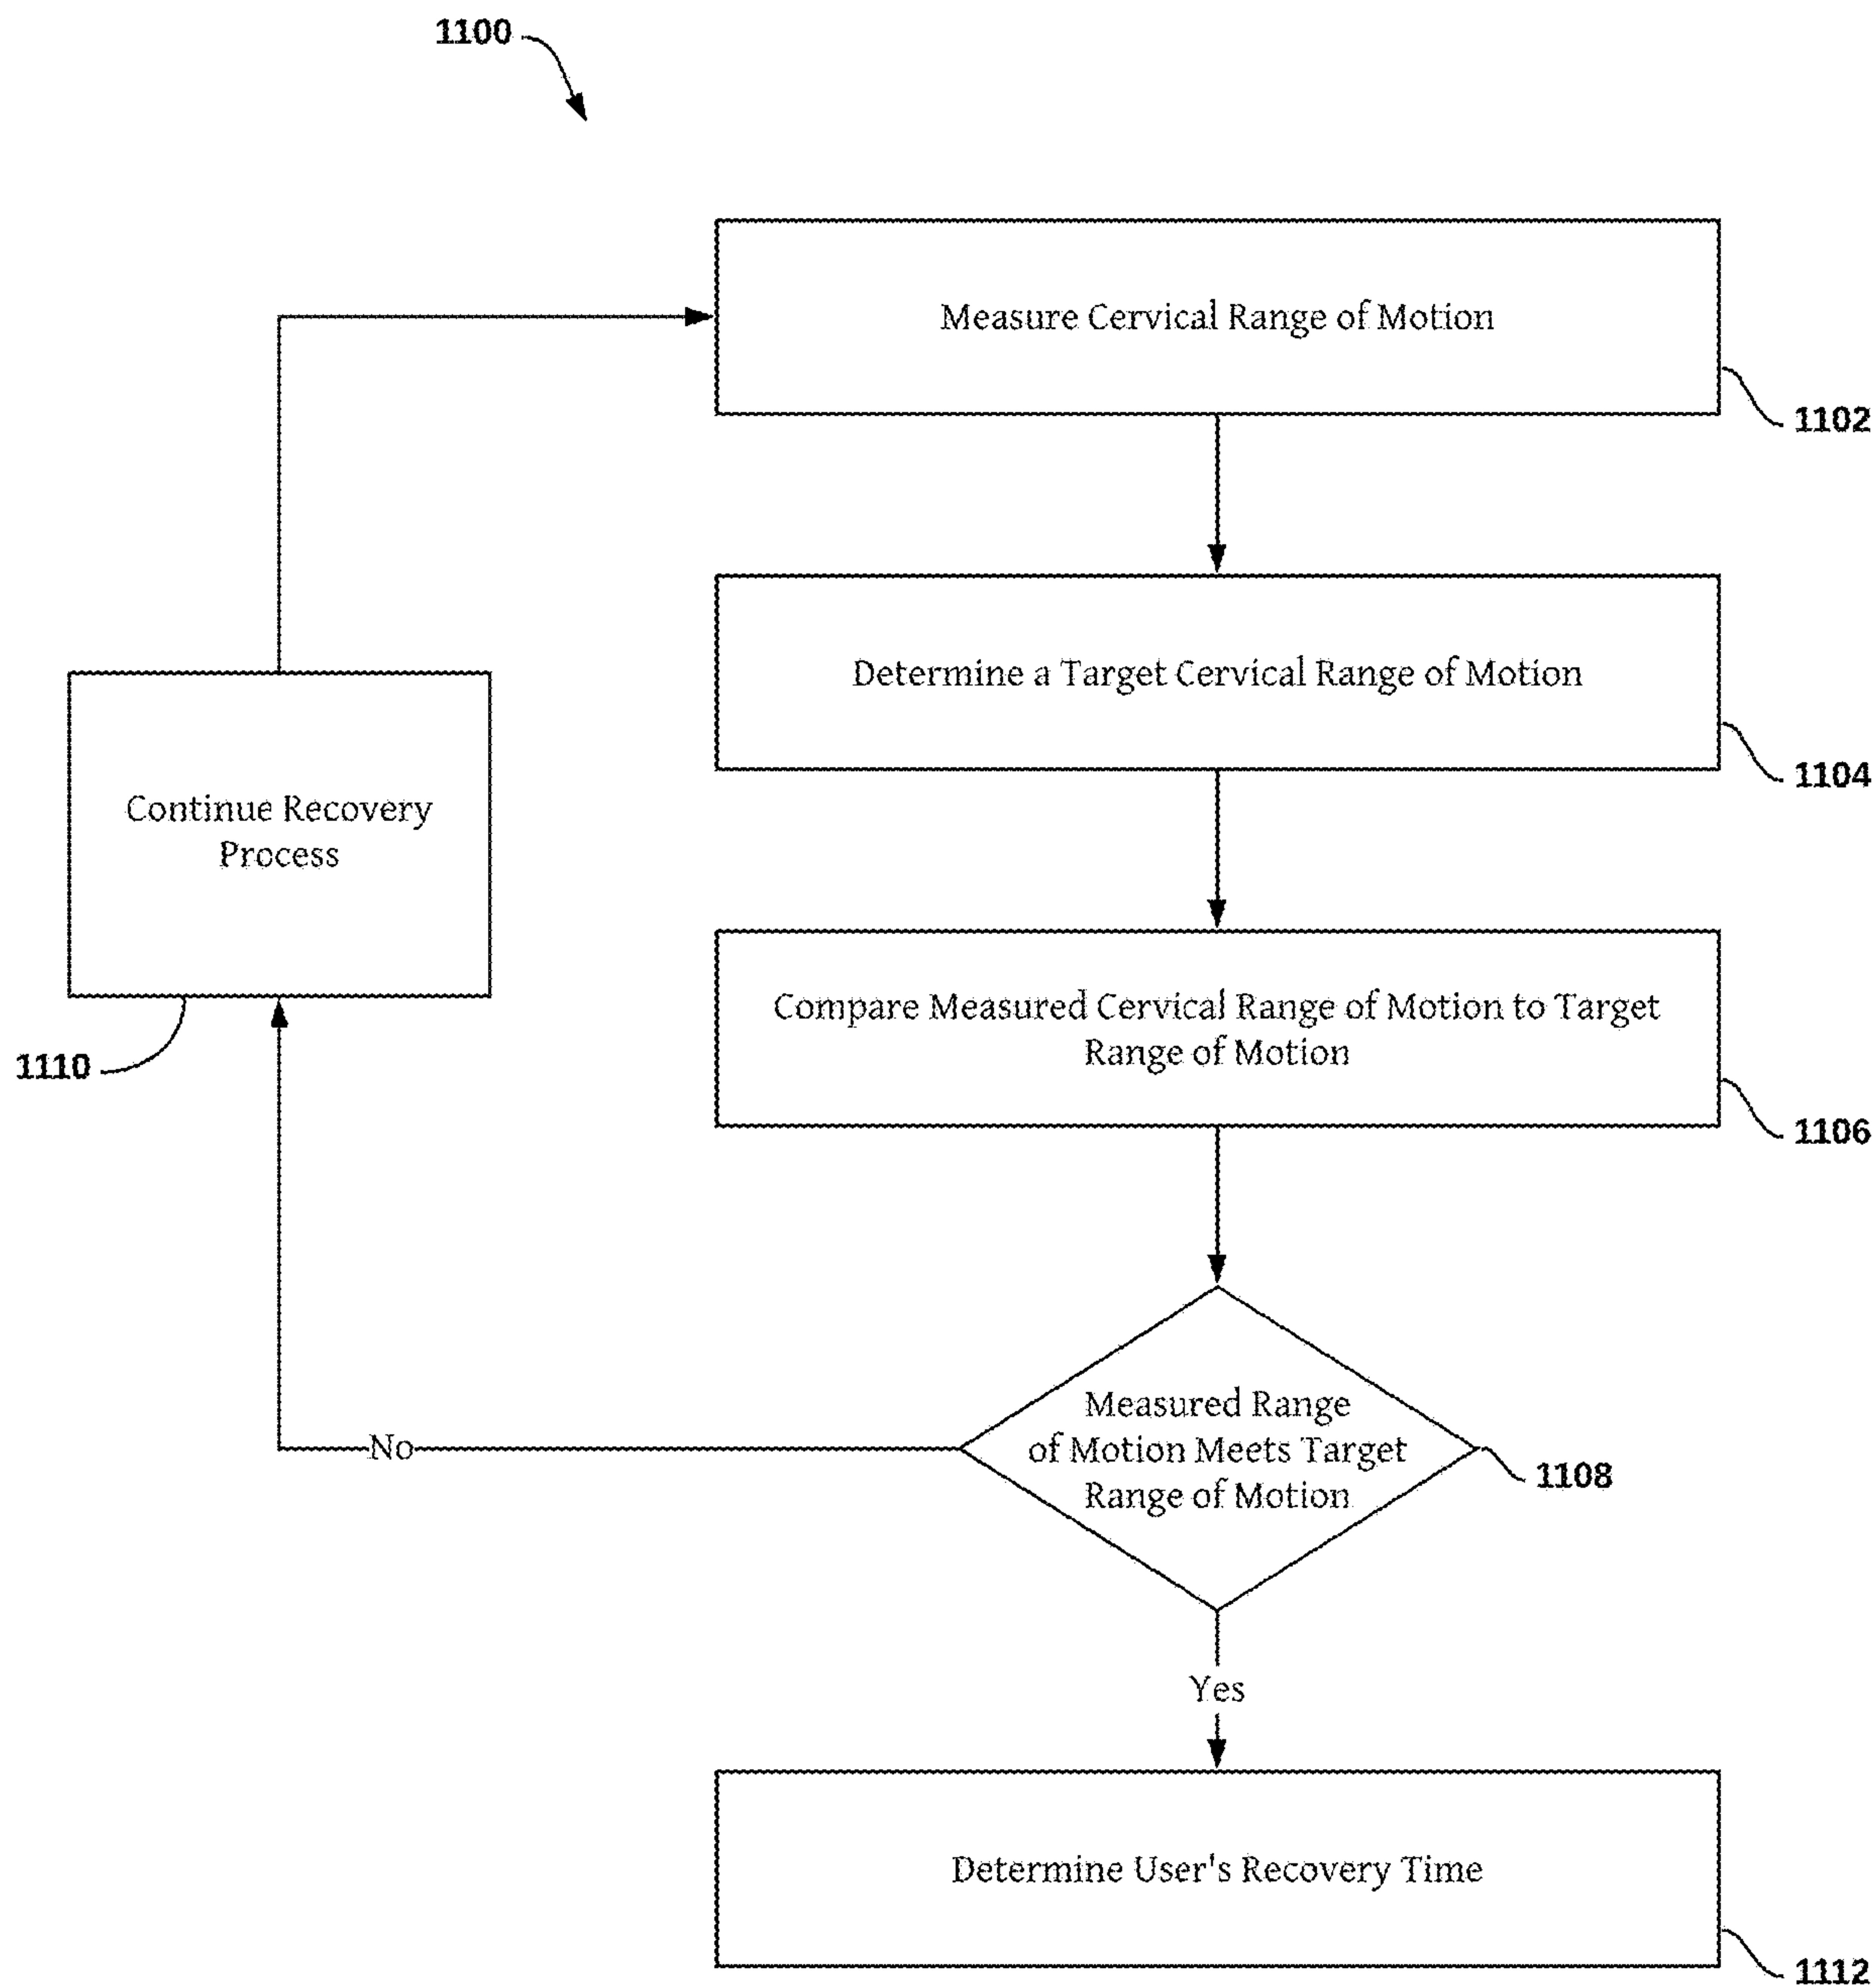 1100
Measure Cervical Range of Motion
1102
Determine a Target Cervical Range of Motion
1104
Continue Recovery
Process
1110
Compare Measured Cervical Range of Motion to Target
Range of Motion
1106
Measured Range
of Motion Meets Target
Range of Motion
1108
No
Yes
Determine User's Recovery Time
1112